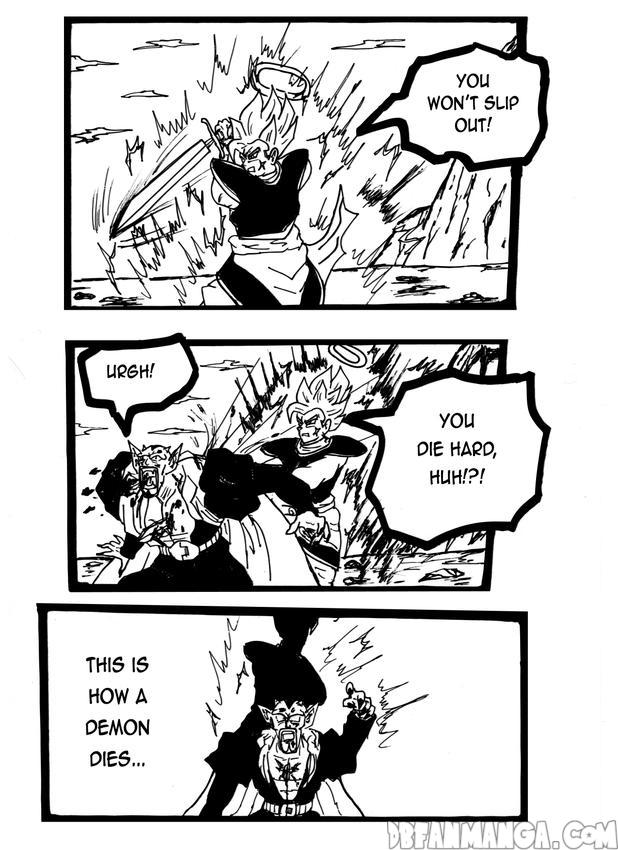 YOU
WON'T SLIP
OUT!
URGH!
YOU
DIE HARD,
HUH!?!
THIS IS
HOW A
DEMON
DIES...
DBFANMANGA.COM